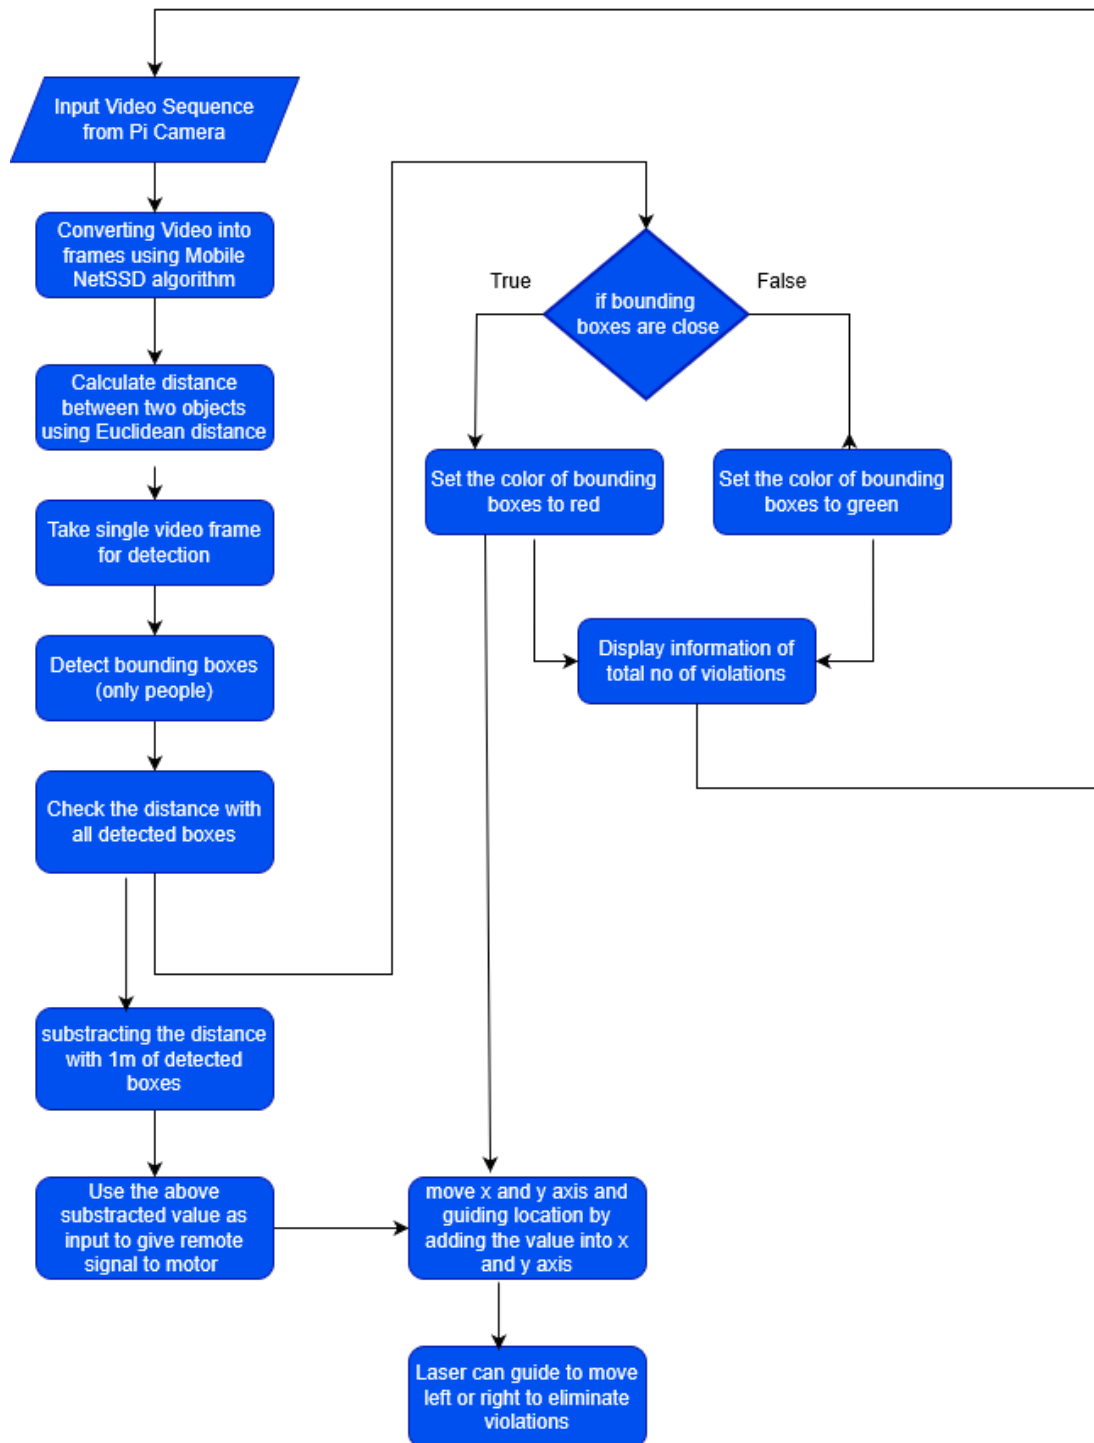 Input Video Sequence
from Pi Camera
Converting Video into
frames using Mobile
NetSSD algorithm
Calculate distance
between two objects
using Euclidean distance
Take single video frame
for detection
Detect bounding boxes
(only people)
Check the distance with
all detected boxes
substracting the distance
with 1m of detected
boxes
Use the above
substracted value as
input to give remote
signal to motor
if bounding
boxes are close
True
False
Set the color of bounding
boxes to red
Set the color of bounding
boxes to green
Display information of
total no of violations
move x and y axis and
guiding location by
adding the value into x
and y axis
Laser can guide to move
left or right to eliminate
violations